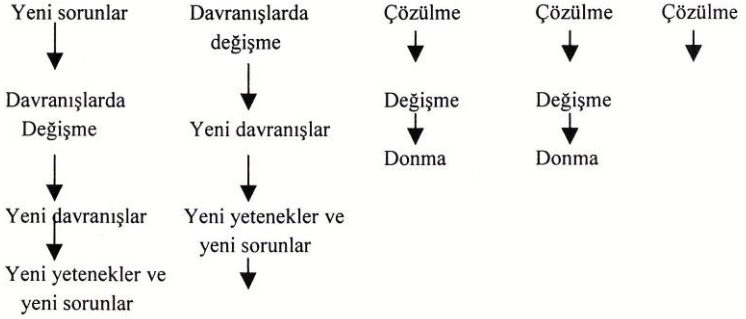 Yeni sorunlar
Davranışlarda
Değişme
Yeni davranışlar
Yeni yetenekler ve
yeni sorunlar
Davranışlarda
değişme
Yeni davranışlar
Yeni yetenekler ve
yeni sorunlar
Çözülme
Değişme
Donma
Çözülme
Değişme
Donma
Çözülme